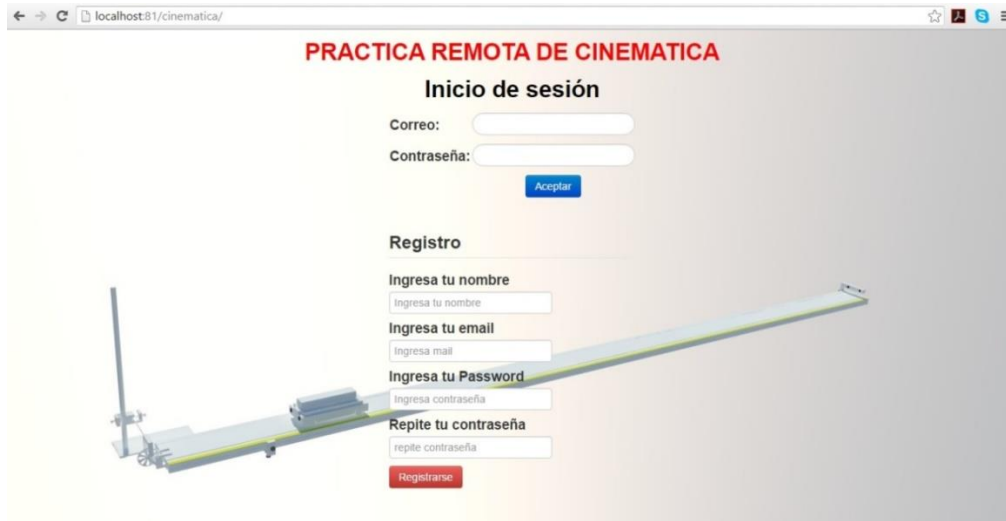 localhost:81/cinematica/
PRACTICA REMOTA DE CINEMATICA
Inicio de sesión
Correo:
Contraseña:
Aceptar
Registro
Ingresa tu nombre
Ingresa tu nombre
Ingresa tu email
Ingresa mail
Ingresa tu Password
Ingresa contraseña
Repite tu contraseña
repite contraseña
Registrarse